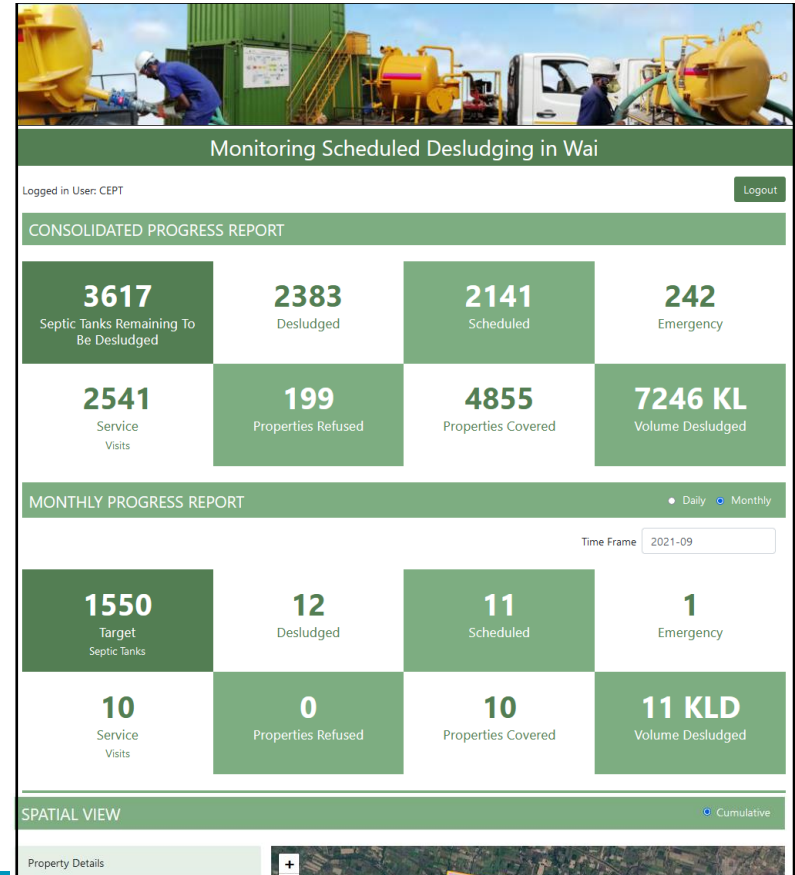 Monitoring Scheduled Desludging in Wai
Logged in User: CEPT
Logout
CONSOLIDATED PROGRESS REPORT
3617
Septic Tanks Remaining To
Be Desludged
2383
Desludged
2141
Scheduled
242
Emergency
2541
Service
Visits
199
Properties Refused
4855
Properties Covered
7246 KL
Volume Desludged
MONTHLY PROGRESS REPORT
Daily
Monthly
Time Frame
2021-09
1550
Target
Septic Tanks
12
Desludged
11
Scheduled
1
Emergency
10
Service
Visits
0
Properties Refused
10
Properties Covered
11 KLD
Volume Desludged
SPATIAL VIEW
Cumulative
Property Details
+